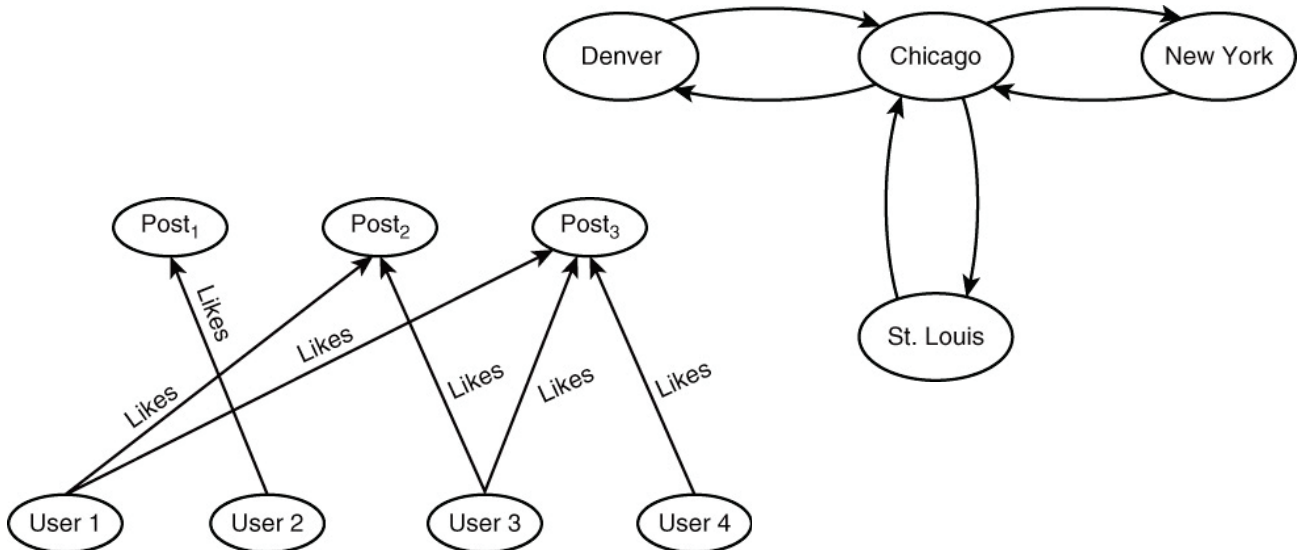 Denver
Chicago
New York
St. Louis
Post₁
Post₂
Post₃
Likes
Likes
Likes
Likes
Likes
Likes
User 1
User 2
User 3
User 4